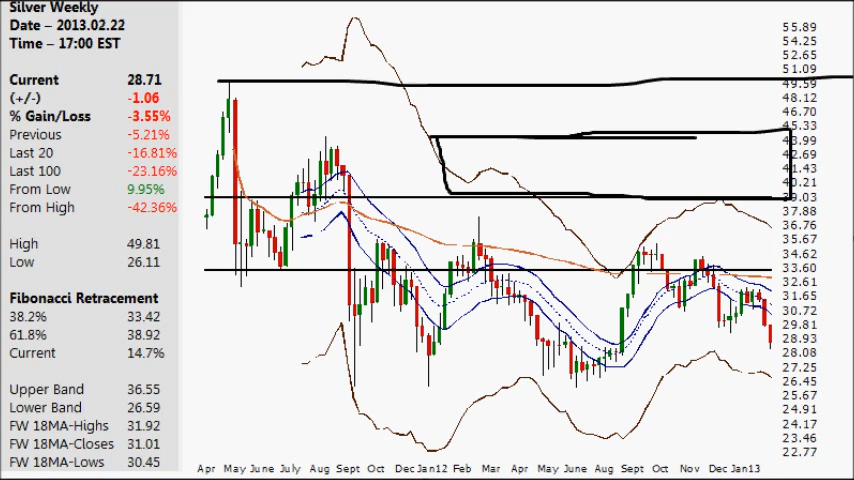 Silver Weekly
Date – 2013.02.22
Time – 17:00 EST
Current 28.71
(+/-) -1.06
% Gain/Loss -3.55%
Previous -5.21%
Last 20 -16.81%
Last 100 -23.16%
From Low 9.95%
From High -42.36%
High 49.81
Low 26.11
Fibonacci Retracement
38.2% 33.42
61.8% 38.92
Current 14.7%
Upper Band 36.55
Lower Band 26.59
FW 18MA-Highs 31.92
FW 18MA-Closes 31.01
FW 18MA-Lows 30.45
55.89
54.25
52.65
51.09
49.59
48.12
46.70
45.33
43.99
42.69
41.43
40.21
39.03
37.88
36.76
35.67
34.62
33.60
32.61
31.65
30.72
29.81
28.93
28.08
27.25
26.45
25.67
24.91
24.17
23.46
22.77
Apr May June July Aug Sept Oct Dec Jan12 Feb Mar Apr May June July Aug Sept Oct Nov Dec Jan13